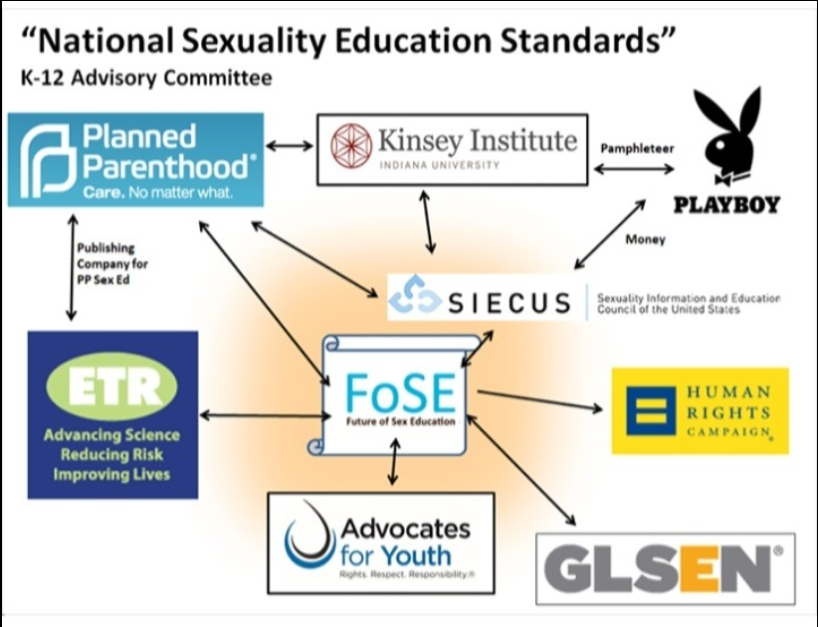 “National Sexuality Education Standards”
K-12 Advisory Committee
Planned
Parenthood®
Care. No matter what.
Kinsey Institute
INDIANA UNIVERSITY
Pamphleteer
PLAYBOY
Money
Publishing
Company for
PP Sex Ed
SIECUS
Sexuality Information and Education
Council of the United States
ETR
Advancing Science
Reducing Risk
Improving Lives
FoSE
Future of Sex Education
HUMAN
RIGHTS
CAMPAIGN®
Advocates
for Youth
Rights. Respect. Responsibility.®
GLSEN®